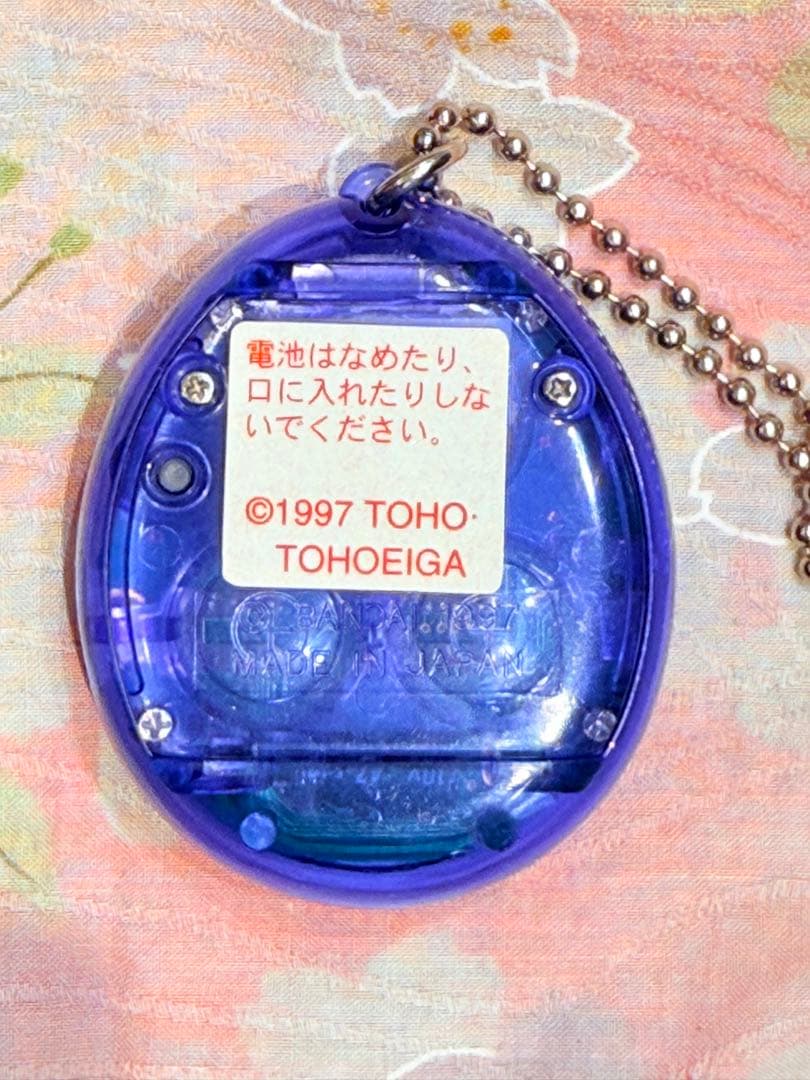 電池はなめたり、
口に入れたりしな
いでください。
©1997 TOHO·
TOHOEIGA
© BANDAI 1997
MADE IN JAPAN